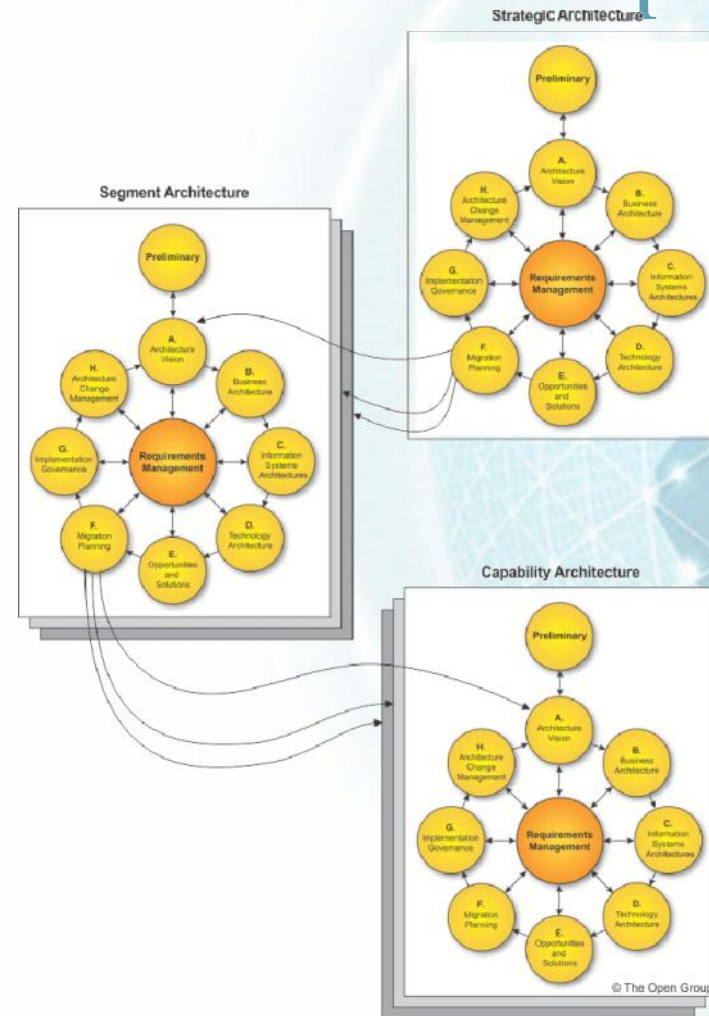 Strategic Architecture
Preliminary
A.
Architecture
Vision
B.
Business
Architecture
C.
Information
Systems
Architectures
D.
Technology
Architecture
E.
Opportunities
and
Solutions
F.
Migration
Planning
G.
Implementation
Governance
H.
Architecture
Change
Management
Requirements
Management
Segment Architecture
Preliminary
A.
Architecture
Vision
B.
Business
Architecture
C.
Information
Systems
Architectures
D.
Technology
Architecture
E.
Opportunities
and
Solutions
F.
Migration
Planning
G.
Implementation
Governance
H.
Architecture
Change
Management
Requirements
Management
Capability Architecture
Preliminary
A.
Architecture
Vision
B.
Business
Architecture
C.
Information
Systems
Architectures
D.
Technology
Architecture
E.
Opportunities
and
Solutions
F.
Migration
Planning
G.
Implementation
Governance
H.
Architecture
Change
Management
Requirements
Management
© The Open Group